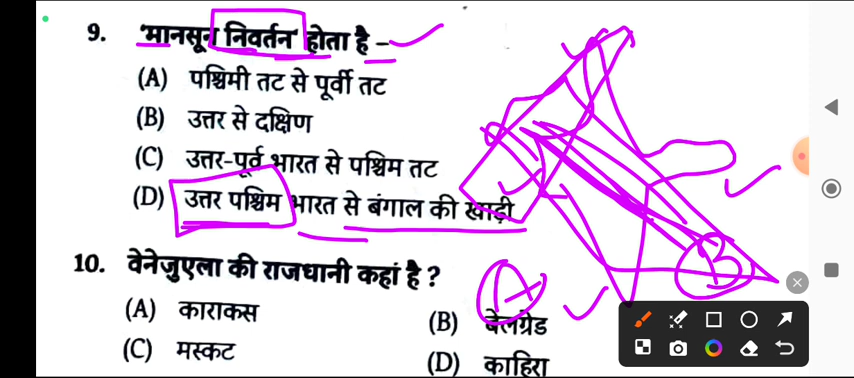 9. 'मानसून निवर्तन' होता है –
(A) पश्चिमी तट से पूर्वी तट
(B) उत्तर से दक्षिण
(C) उत्तर-पूर्व भारत से पश्चिम तट
(D) उत्तर पश्चिम भारत से बंगाल की खाड़ी
10. वेनेजुएला की राजधानी कहां है ?
A
(A) काराकस
(B) बेलग्रेड
(C) मस्कट
(D) काहिरा